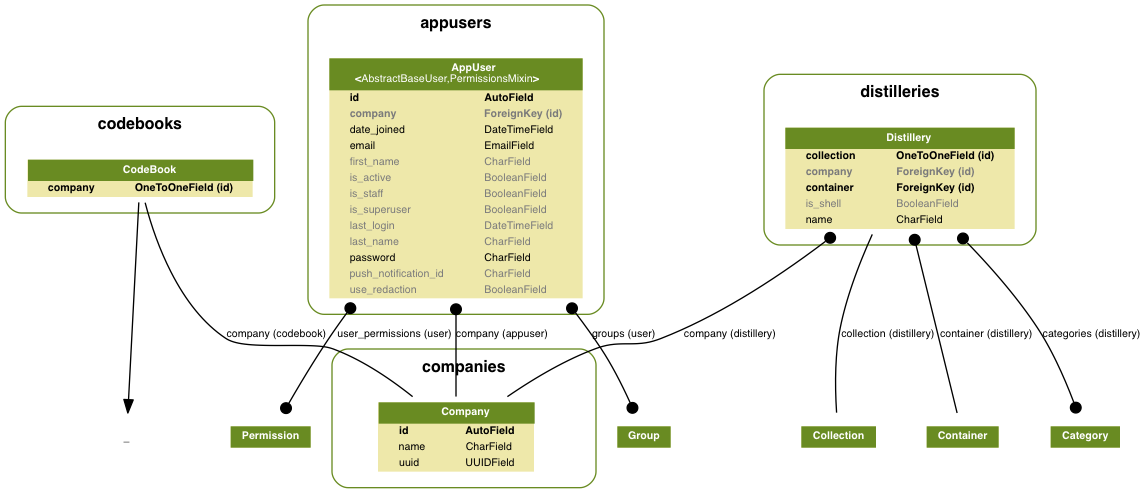 appusers
AppUser
<AbstractBaseUser,PermissionsMixin>
id AutoField
company ForeignKey (id)
date_joined DateTimeField
email EmailField
first_name CharField
is_active BooleanField
is_staff BooleanField
is_superuser BooleanField
last_login DateTimeField
last_name CharField
password CharField
push_notification_id CharField
use_redaction BooleanField
distilleries
Distillery
collection OneToOneField (id)
company ForeignKey (id)
container ForeignKey (id)
is_shell BooleanField
name CharField
codebooks
CodeBook
company OneToOneField (id)
company (codebook) user_permissions (user) company (appuser) groups (user) company (distillery) collection (distillery) container (distillery) categories (distillery)
companies
Company
id AutoField
name CharField
uuid UUIDField
_ Permission Group Collection Container Category